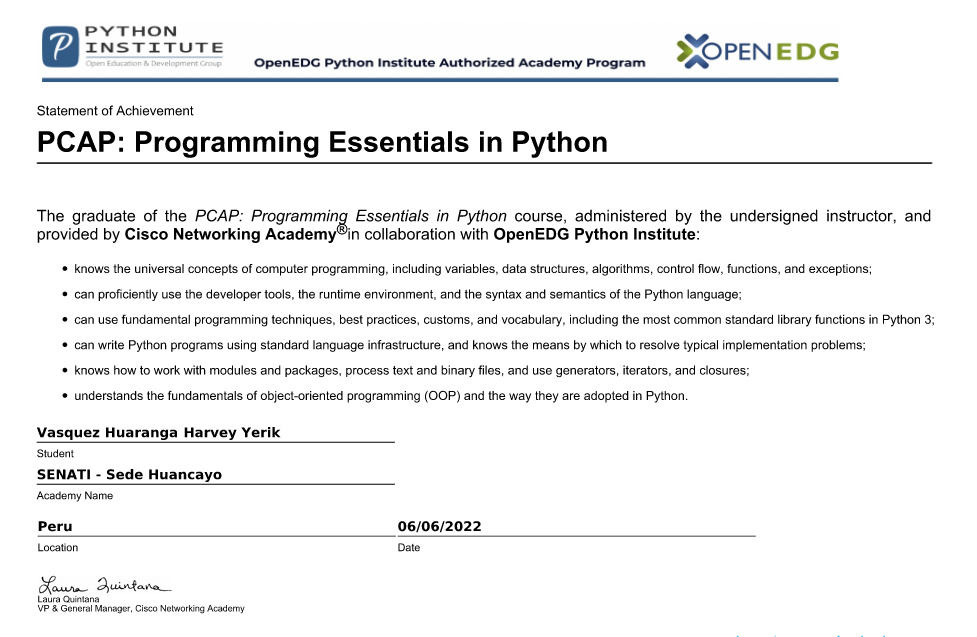 PYTHON
INSTITUTE
Open Education & Development Group
OpenEDG Python Institute Authorized Academy Program
OPENEDG
Statement of Achievement
PCAP: Programming Essentials in Python
The graduate of the PCAP: Programming Essentials in Python course, administered by the undersigned instructor, and
provided by Cisco Networking Academy®in collaboration with OpenEDG Python Institute:
• knows the universal concepts of computer programming, including variables, data structures, algorithms, control flow, functions, and exceptions;
• can proficiently use the developer tools, the runtime environment, and the syntax and semantics of the Python language;
• can use fundamental programming techniques, best practices, customs, and vocabulary, including the most common standard library functions in Python 3;
• can write Python programs using standard language infrastructure, and knows the means by which to resolve typical implementation problems;
• knows how to work with modules and packages, process text and binary files, and use generators, iterators, and closures;
• understands the fundamentals of object-oriented programming (OOP) and the way they are adopted in Python.
Vasquez Huaranga Harvey Yerik
Student
SENATI - Sede Huancayo
Academy Name
Peru 06/06/2022
Location Date
Laura Quintana
Laura Quintana
VP & General Manager, Cisco Networking Academy